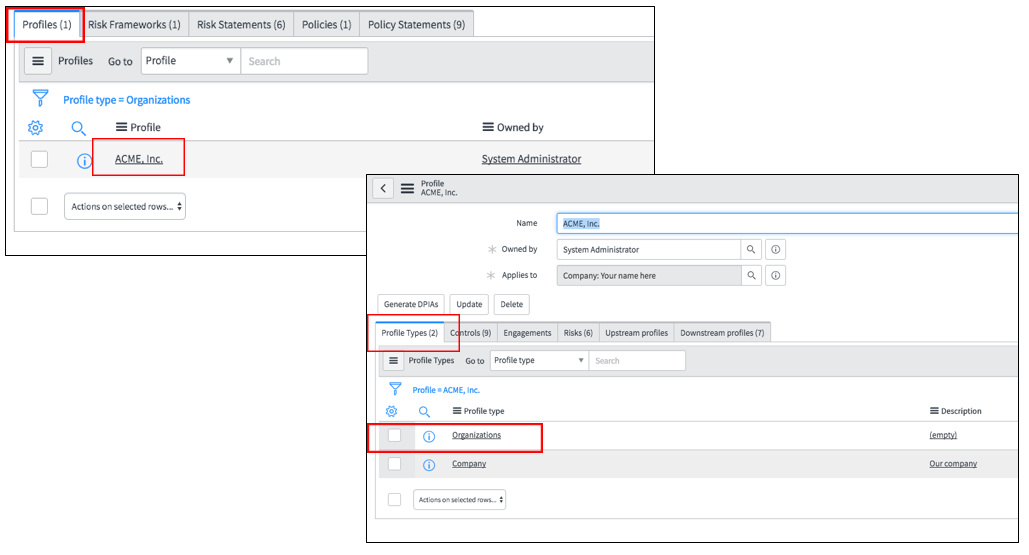 Profiles (1) Risk Frameworks (1) Risk Statements (6) Policies (1) Policy Statements (9)
Profiles Go to Profile Search
Profile type = Organizations
Profile Owned by
ACME, Inc. System Administrator
Actions on selected rows...
Profile
ACME, Inc.
Name ACME, Inc.
Owned by System Administrator
Applies to Company: Your name here
Generate DPIAs Update Delete
Profile Types (2) Controls (9) Engagements Risks (6) Upstream profiles Downstream profiles (7)
Profile Types Go to Profile type Search
Profile = ACME, Inc.
Profile type Description
Organizations (empty)
Company Our company
Actions on selected rows...